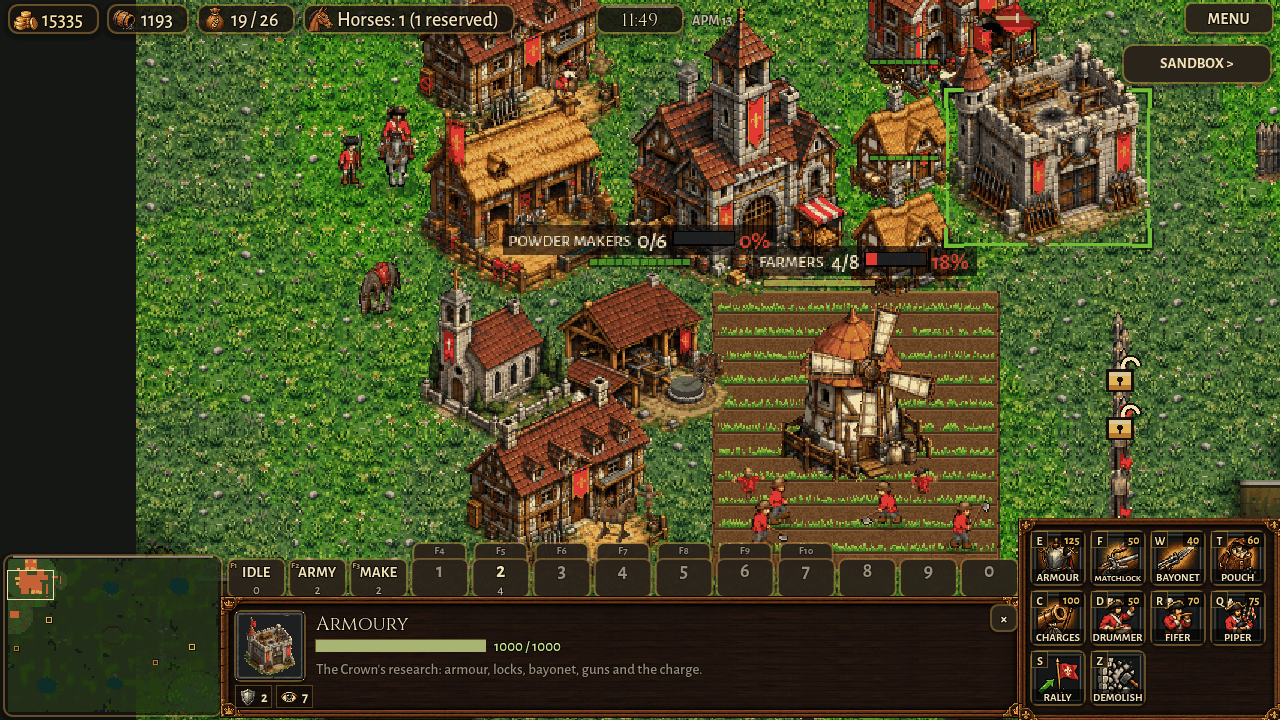 15335
1193
19 / 26
Horses: 1 (1 reserved)
11:49
APM 13
MENU
SANDBOX >
POWDER MAKERS 0/6 0%
FARMERS 4/8 18%
F1 IDLE 0
F2 ARMY 2
F3 MAKE 2
F4 1
F5 2 4
F6 3
F7 4
F8 5
F9 6
F10 7
8
9
0
ARMOURY
1000 / 1000
The Crown's research: armour, locks, bayonet, guns and the charge.
2
7
×
E 125 ARMOUR
F 50 MATCHLOCK
W 40 BAYONET
T 60 POUCH
C 100 CHARGES
D 50 DRUMMER
R 70 FIFER
Q 75 PIPER
S RALLY
Z DEMOLISH